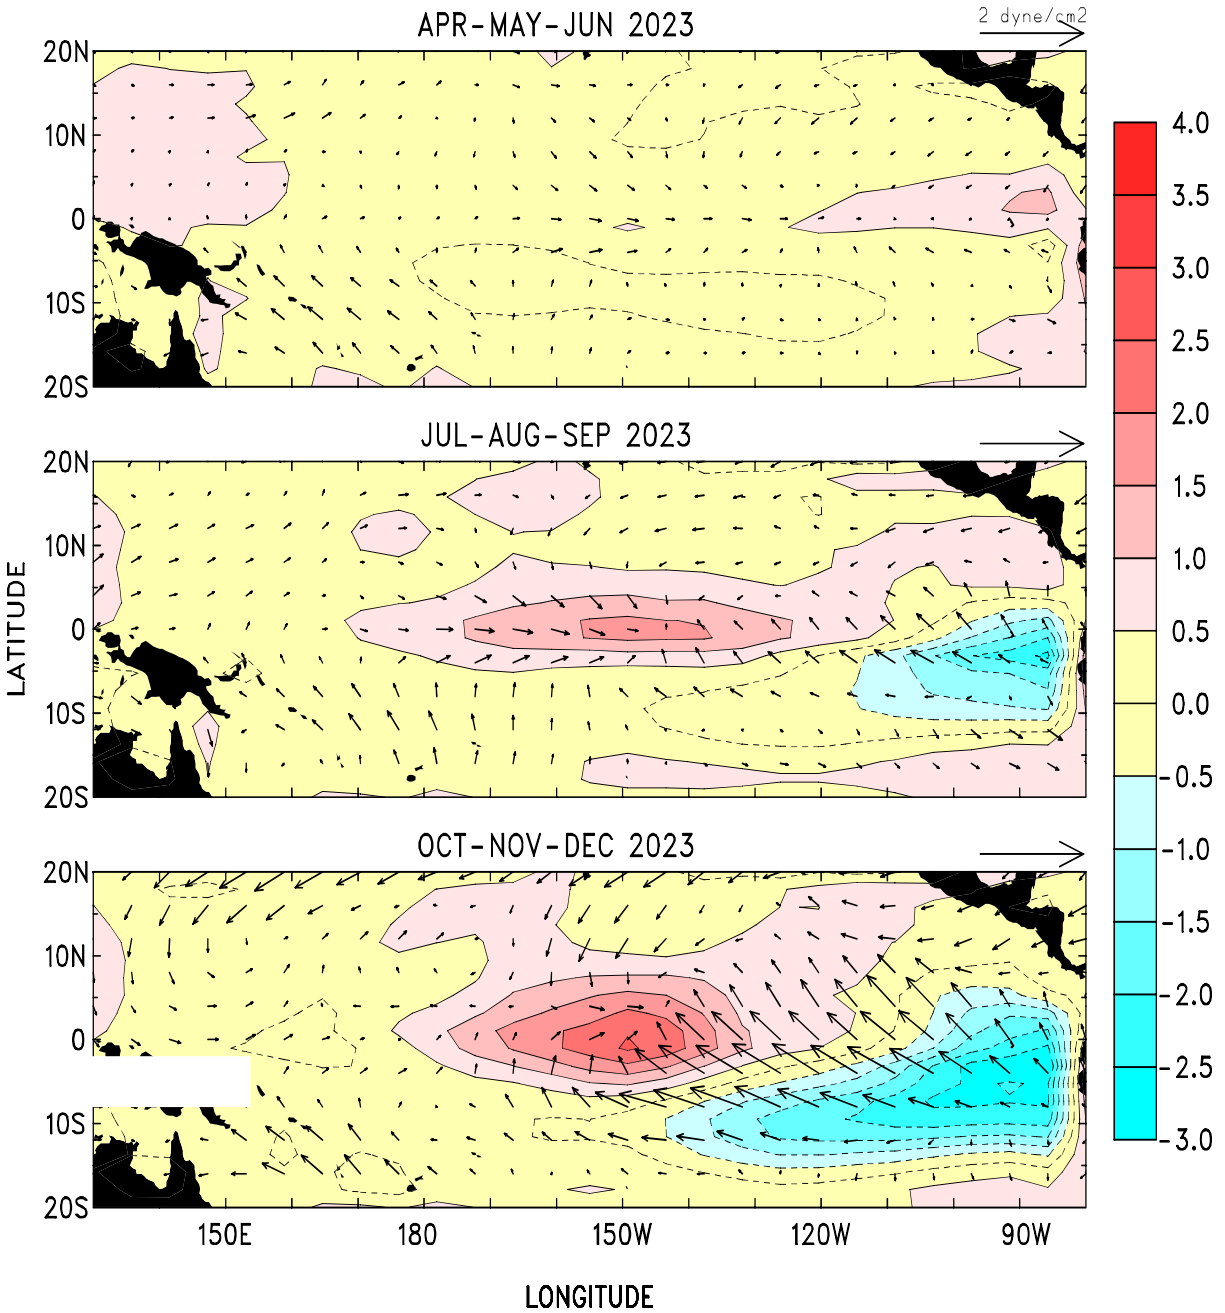 APR-MAY-JUN 2023
2 dyne/cm2
20N
10N
0
10S
20S
JUL-AUG-SEP 2023
20N
10N
0
10S
20S
LATITUDE
OCT-NOV-DEC 2023
20N
10N
0
10S
20S
150E
180
150W
120W
90W
LONGITUDE
4.0
3.5
3.0
2.5
2.0
1.5
1.0
0.5
0.0
-0.5
-1.0
-1.5
-2.0
-2.5
-3.0